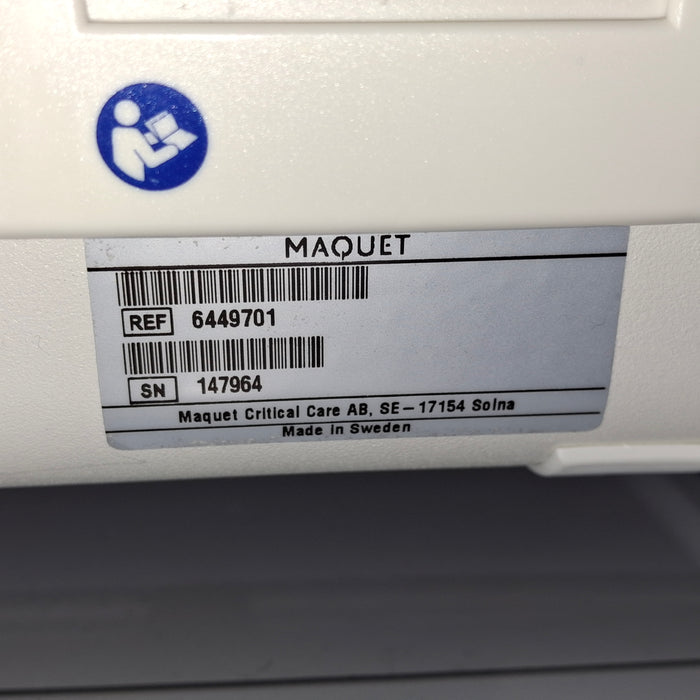 MAQUET
REF 6449701
SN 147964
Maquet Critical Care AB, SE-17154 Solna
Made in Sweden